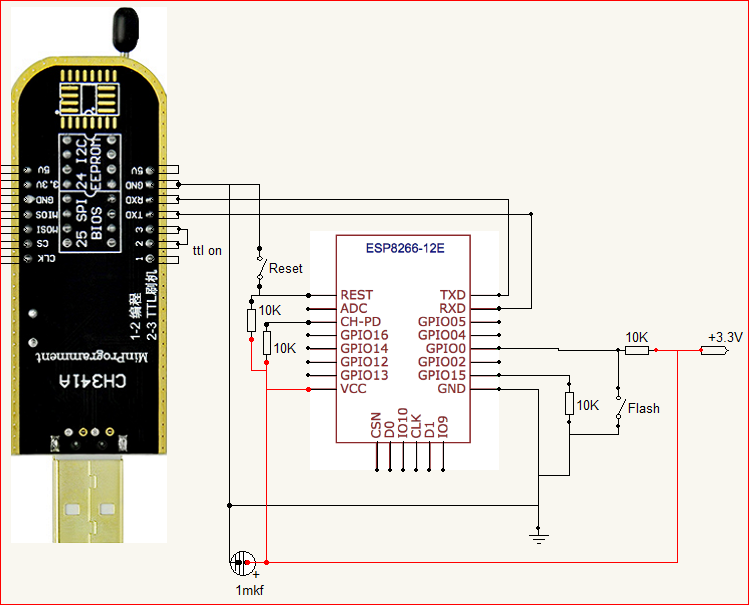 24 I2C
EEPROM
25 SPI
BIOS
5V
3.3V
GND
MIOS
MOSI
CS
CLK
5V
GND
RXD
TXD
3
2
1
ttl on
1-2 编程
2-3 TTL刷机
MinProgramment
CH341A
Reset
10K
10K
ESP8266-12E
REST
ADC
CH-PD
GPIO16
GPIO14
GPIO12
GPIO13
VCC
TXD
RXD
GPIO05
GPIO04
GPIO0
GPIO02
GPIO15
GND
CSN
D0
IO10
CLK
D1
IO9
10K
+3.3V
10K
Flash
+
1mkf